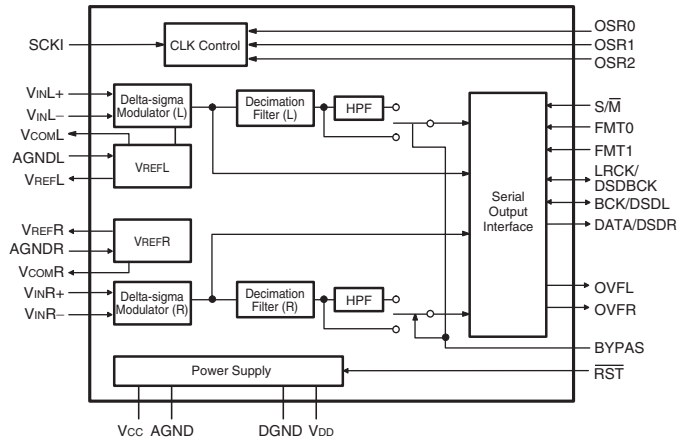 OSR0
SCKI
CLK Control
OSR1
OSR2
VINL+
Delta-sigma
Modulator (L)
Decimation
Filter (L)
HPF
S/M̅
VINL−
VCOML
FMT0
AGNDL
VREFL
FMT1
VREFL
LRCK/
DSDBCK
Serial
Output
Interface
BCK/DSDL
VREFR
DATA/DSDR
AGNDR
VREFR
VCOMR
VINR+
Delta-sigma
Modulator (R)
Decimation
Filter (R)
HPF
OVFL
VINR−
OVFR
BYPAS
Power Supply
R̅S̅T̅
VCC AGND DGND VDD